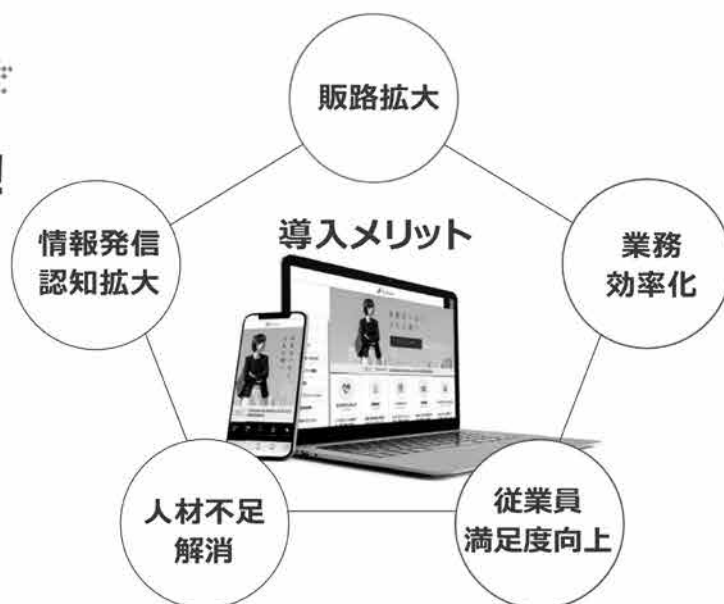 販路拡大
導入メリット
情報発信
認知拡大
業務
効率化
人材不足
解消
従業員
満足度向上